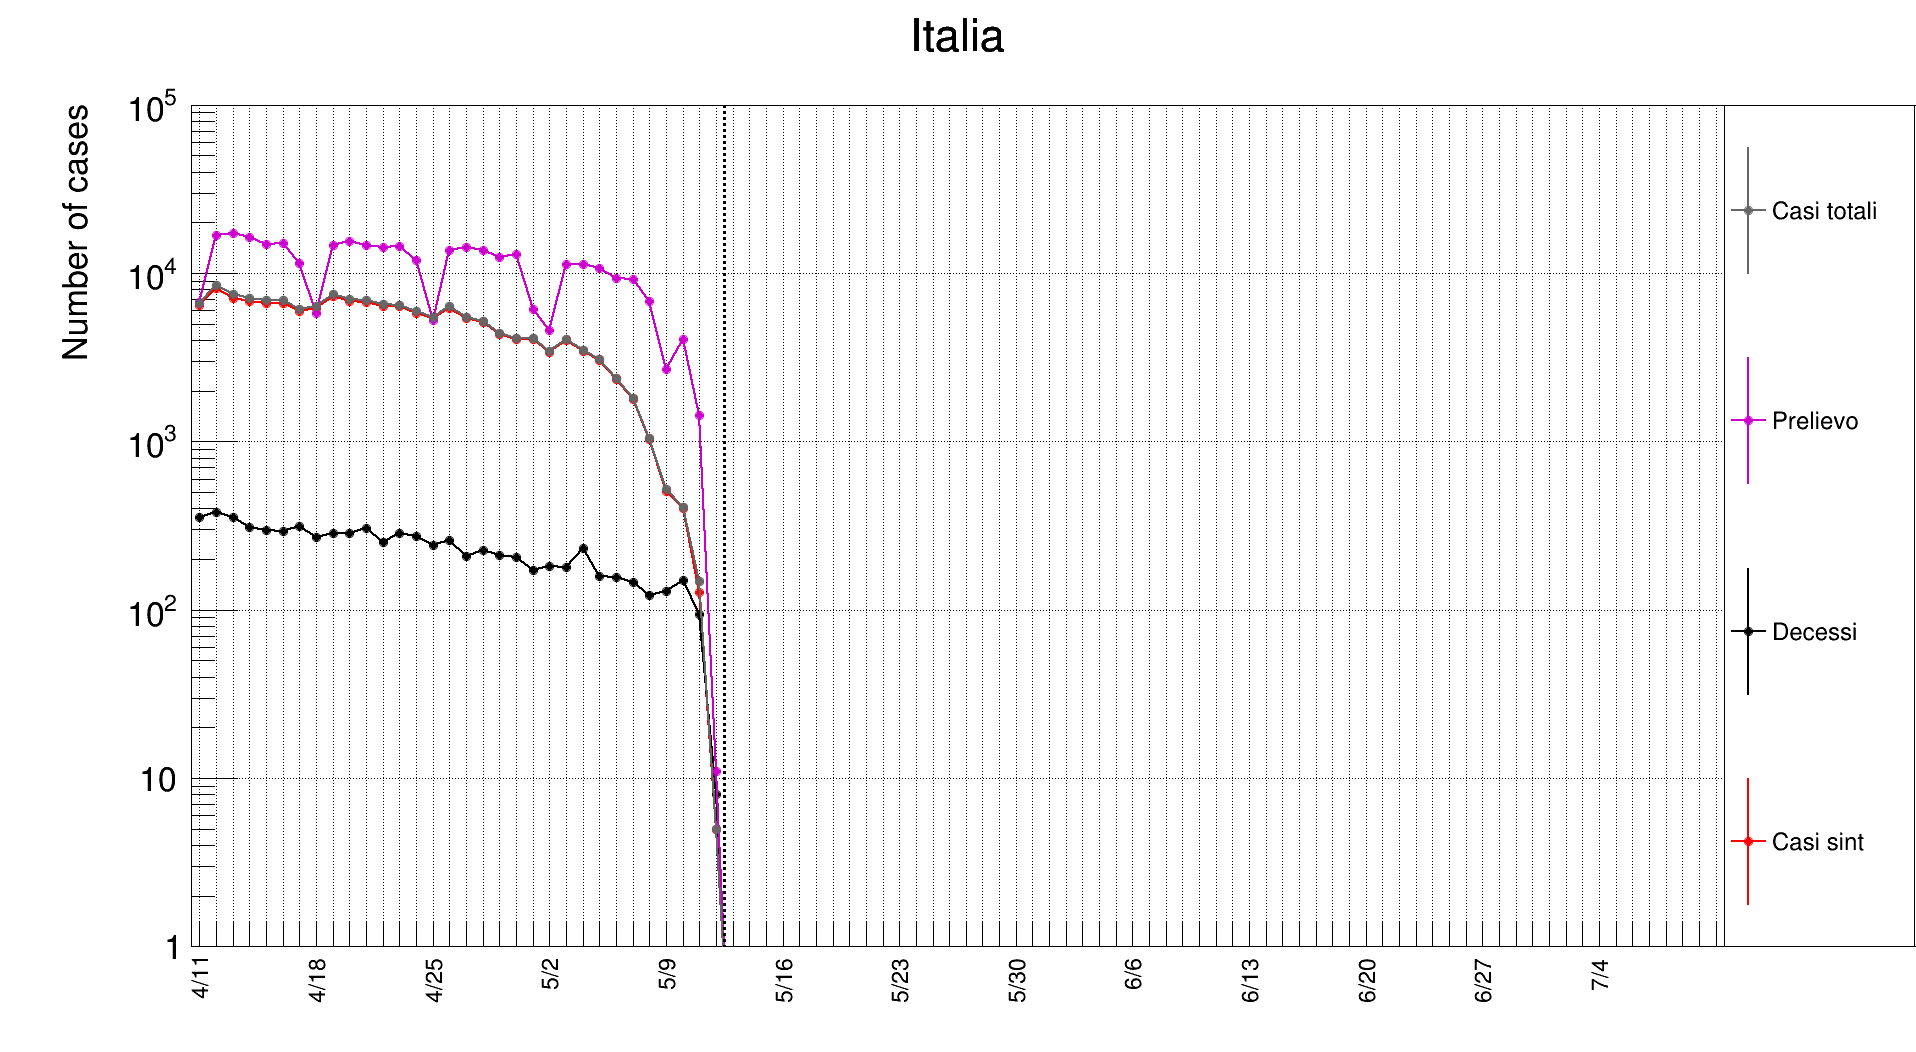 Italia
Number of cases
10^5
10^4
10^3
10^2
10
1
4/11 4/18 4/25 5/2 5/9 5/16 5/23 5/30 6/6 6/13 6/20 6/27 7/4
Casi totali
Prelievo
Decessi
Casi sint